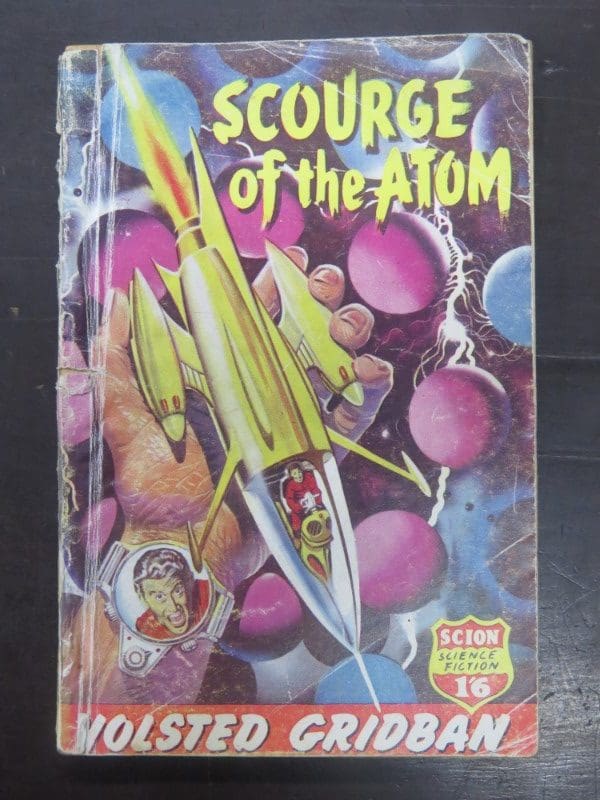 SCOURGE
of the ATOM
SCION
SCIENCE
FICTION
1'6
VOLSTED GRIDBAN